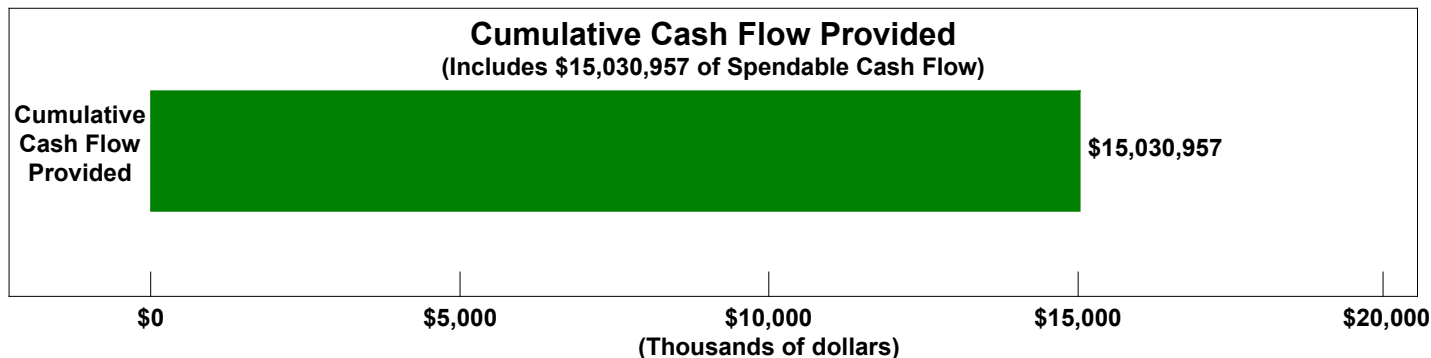 Cumulative Cash Flow Provided
(Includes $15,030,957 of Spendable Cash Flow)
Cumulative
Cash Flow
Provided
$15,030,957
$0 $5,000 $10,000 $15,000 $20,000
(Thousands of dollars)